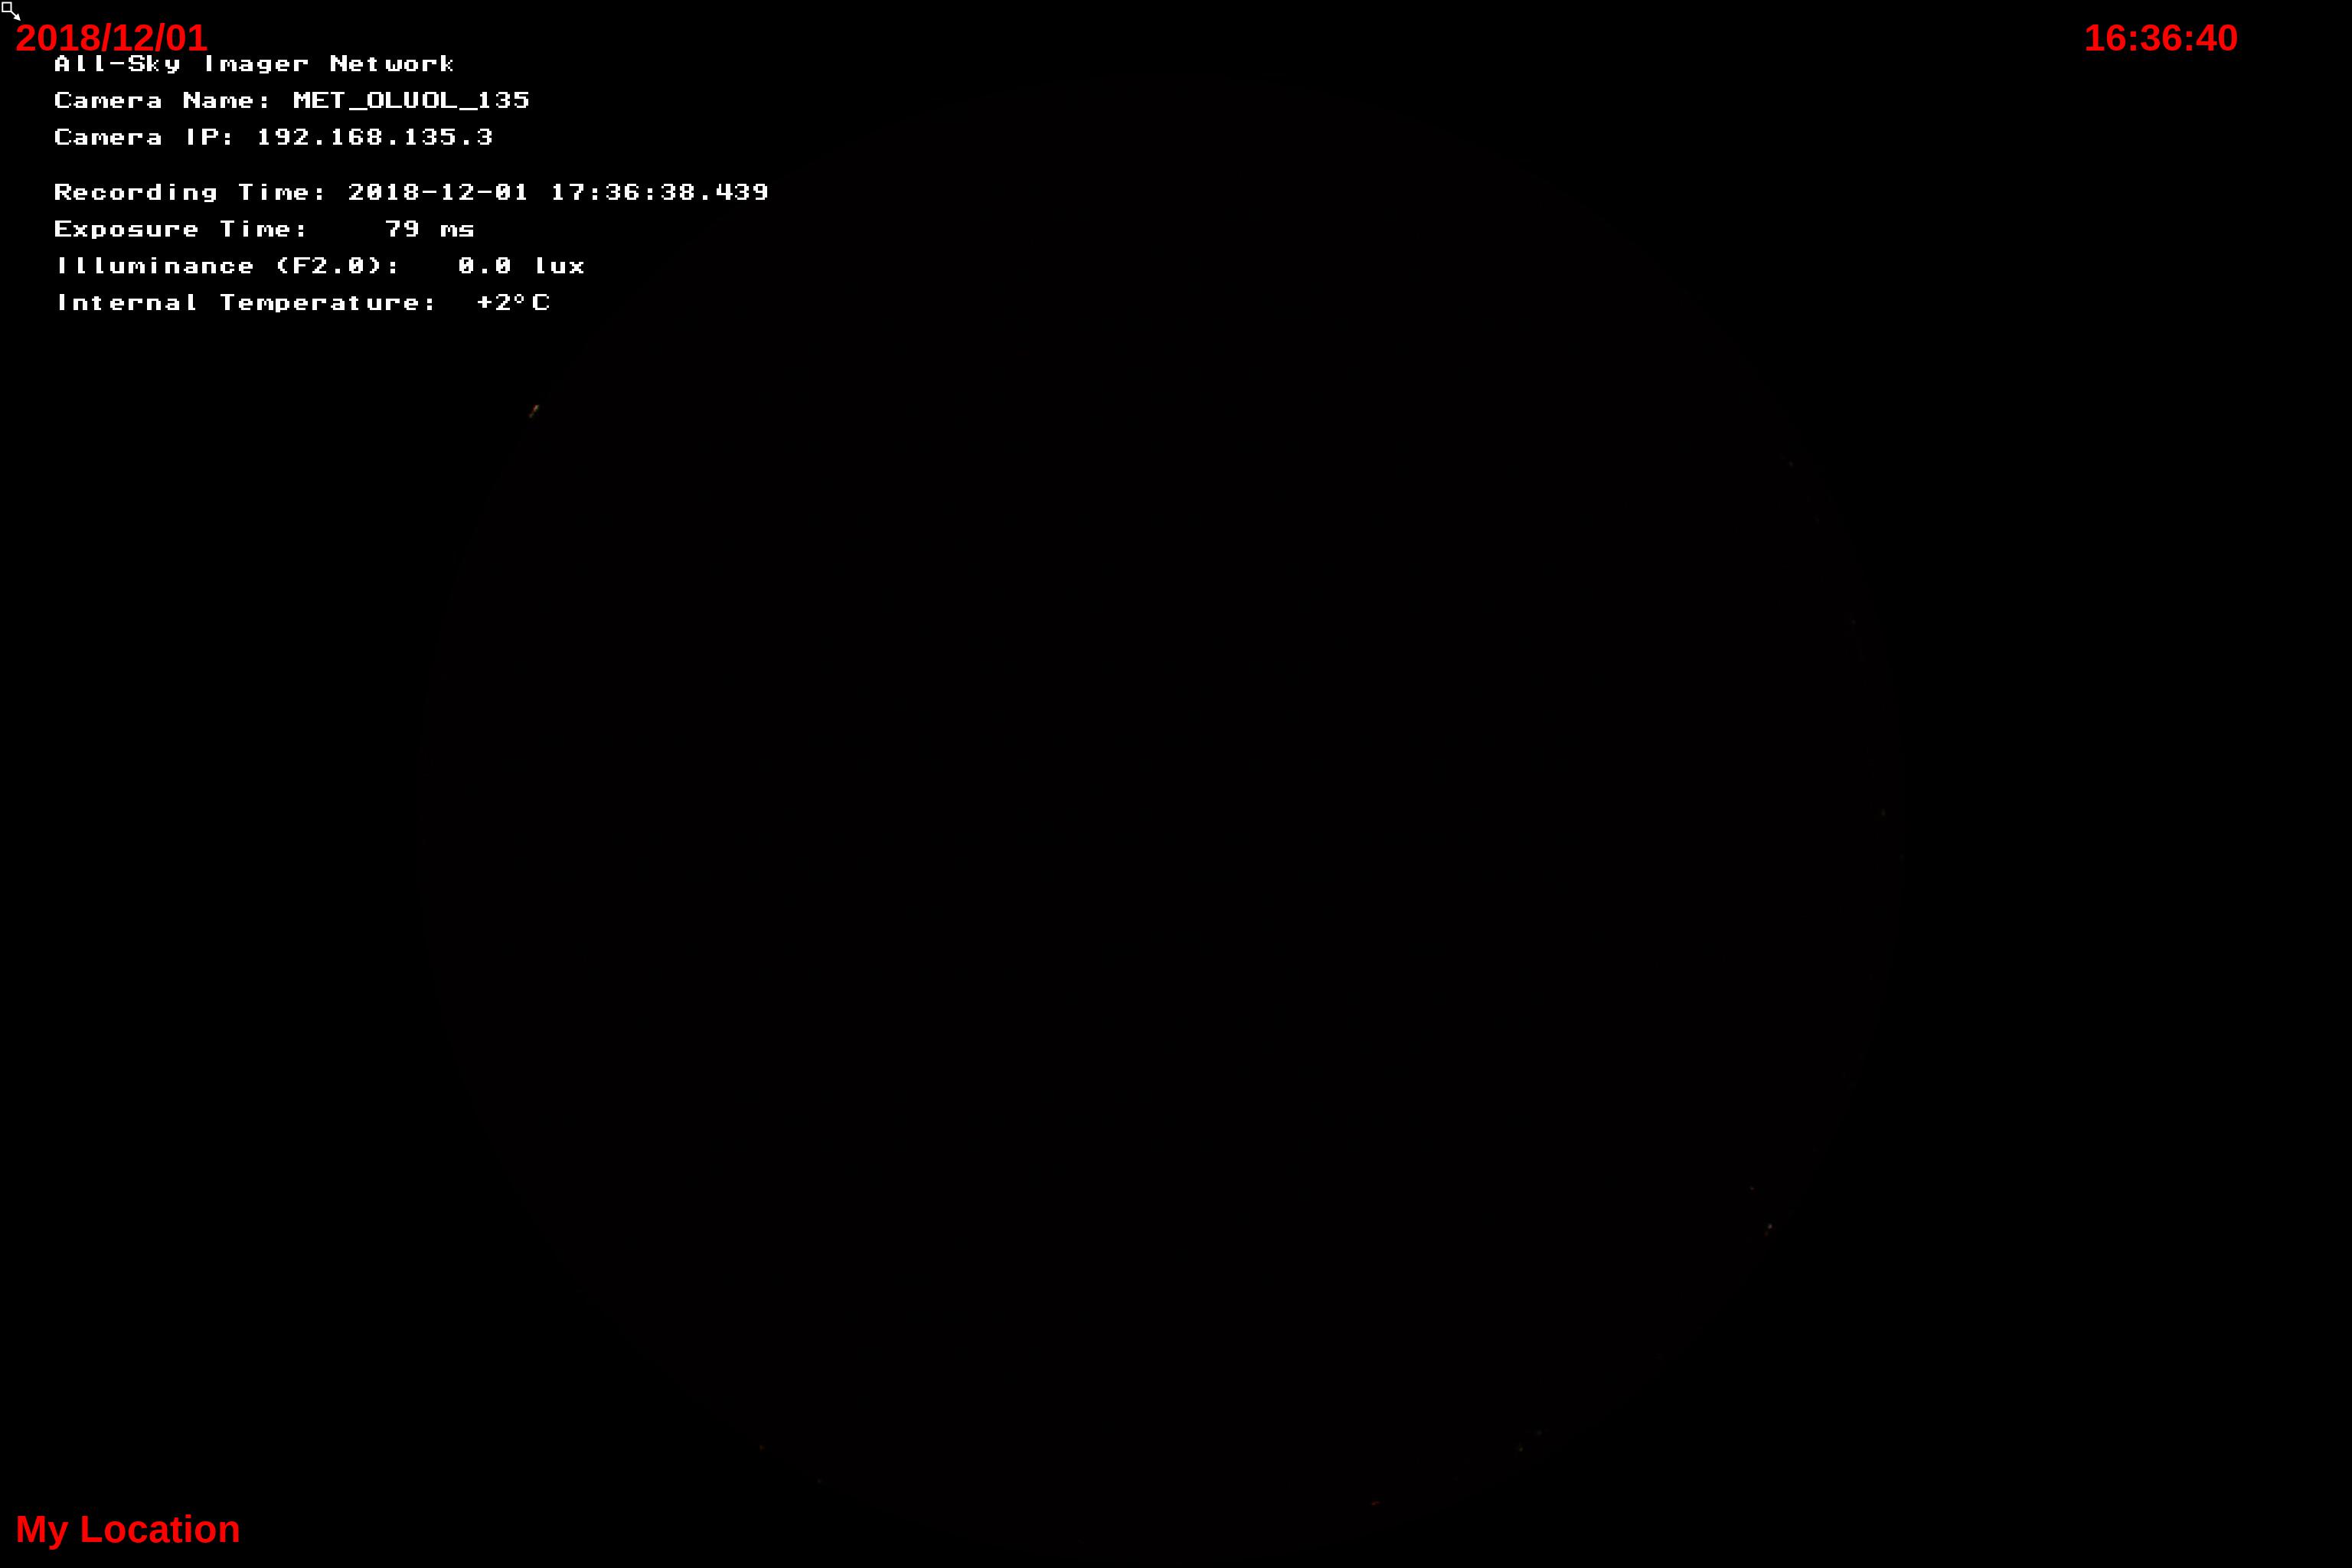 2018/12/01
16:36:40
All-Sky Imager Network
Camera Name: MET_OLUOL_135
Camera IP: 192.168.135.3
Recording Time: 2018-12-01 17:36:38.439
Exposure Time: 79 ms
Illuminance (F2.0): 0.0 lux
Internal Temperature: +2°C
My Location